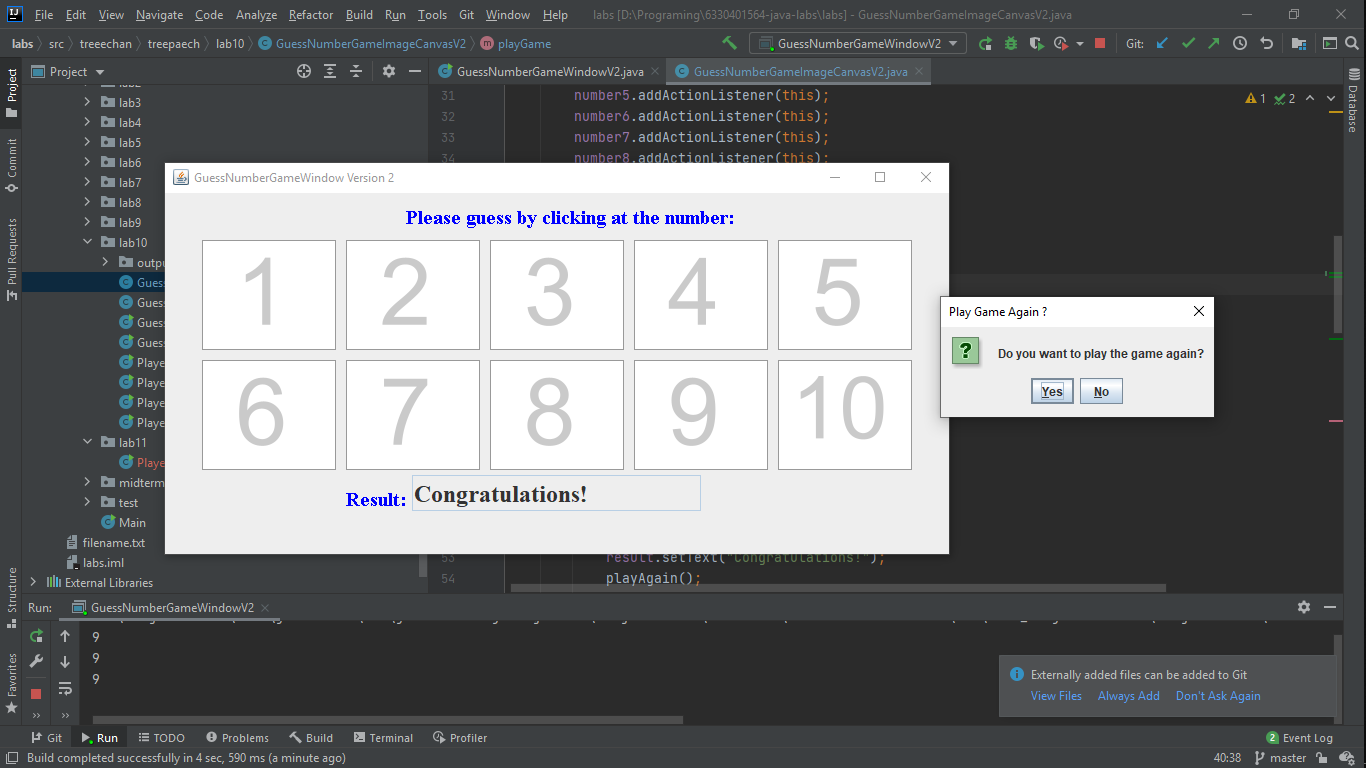 File Edit View Navigate Code Analyze Refactor Build Run Tools Git Window Help labs [D:\Programing\6330401564-java-labs\labs] - GuessNumberGameImageCanvasV2.java
labs src treeechan treepaech lab10 GuessNumberGameImageCanvasV2 playGame GuessNumberGameWindowV2 Git:
Project
GuessNumberGameWindowV2.java GuessNumberGameImageCanvasV2.java
Project
Commit
Pull Requests
Structure
Favorites
Database
lab3
lab4
lab5
lab6
lab7
lab8
lab9
lab10
outpu
Guess
Guess
Guess
Guess
Playe
Playe
Playe
Playe
lab11
Playe
midterm
test
Main
filename.txt
labs.iml
External Libraries
31 number5.addActionListener(this);
32 number6.addActionListener(this);
33 number7.addActionListener(this);
34 number8.addActionListener(this);
1 2
GuessNumberGameWindow Version 2
Please guess by clicking at the number:
1 2 3 4 5
6 7 8 9 10
Result: Congratulations!
Play Game Again ?
Do you want to play the game again?
Yes No
53 result.setText("Congratulations!");
54 playAgain();
Run: GuessNumberGameWindowV2
9
9
9
Externally added files can be added to Git
View Files Always Add Don't Ask Again
Git Run TODO Problems Build Terminal Profiler 2 Event Log
Build completed successfully in 4 sec, 590 ms (a minute ago) 40:38 master